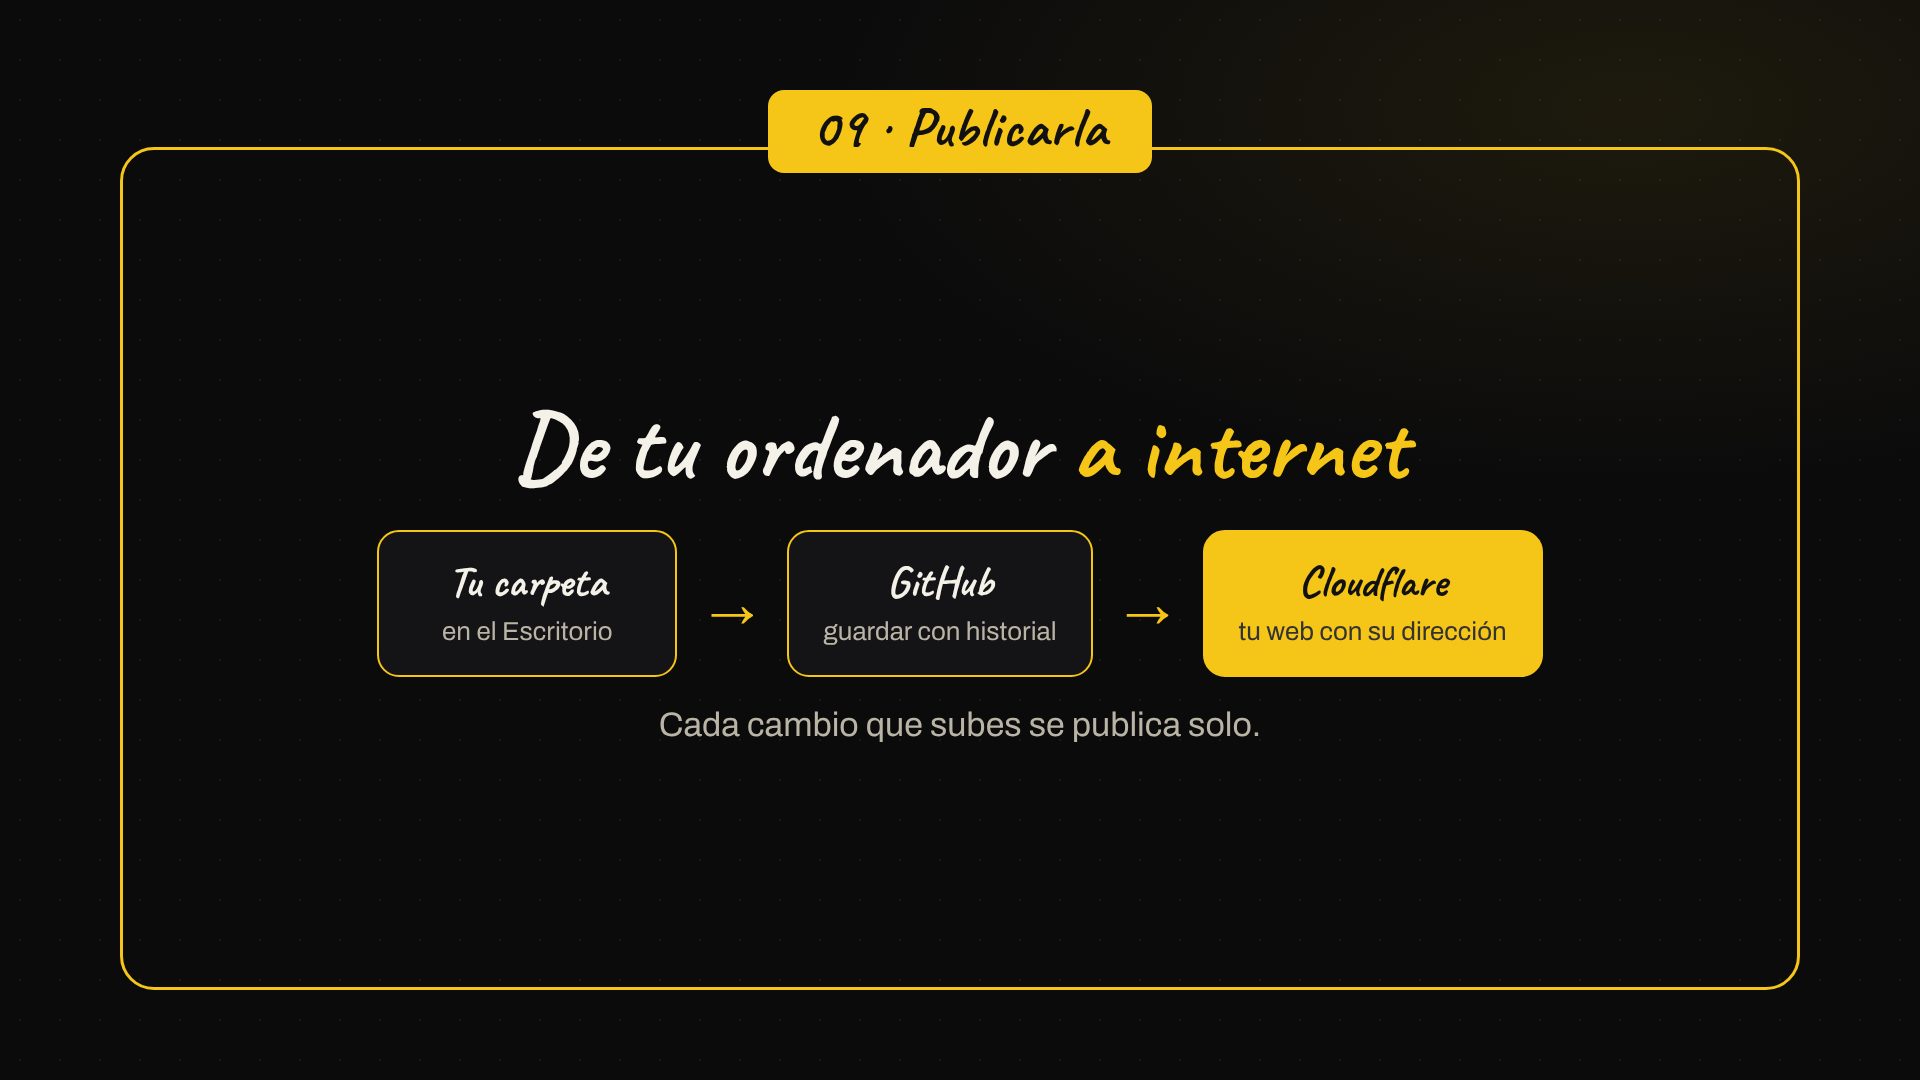 09 · Publicarla
De tu ordenador a internet
Tu carpeta
en el Escritorio
→
GitHub
guardar con historial
→
Cloudflare
tu web con su dirección
Cada cambio que subes se publica solo.